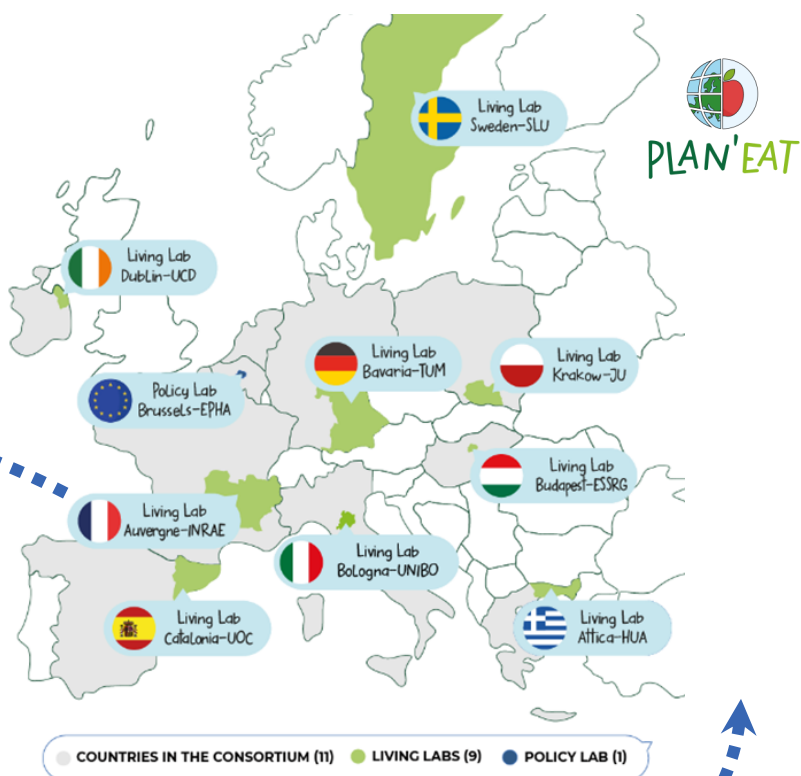 Living Lab
Sweden-SLU
PLAN'EAT
Living Lab
Dublin-UCD
Living Lab
Bavaria-TUM
Living Lab
Krakow-JU
Policy Lab
Brussels-EPHA
Living Lab
Budapest-ESSRG
Living Lab
Auvergne-INRAE
Living Lab
Bologna-UNIBO
Living Lab
Catalonia-UOC
Living Lab
Attica-HUA
COUNTRIES IN THE CONSORTIUM (11) LIVING LABS (9) POLICY LAB (1)